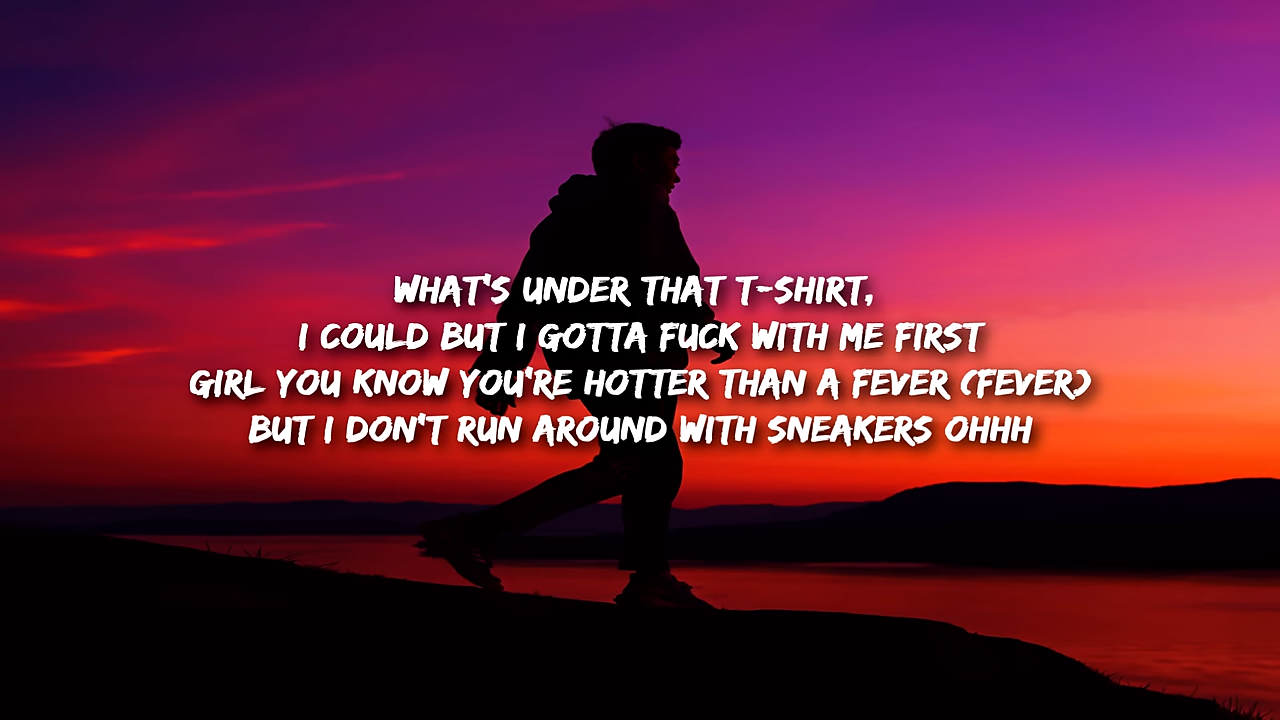 WHAT'S UNDER THAT T-SHIRT,
I COULD BUT I GOTTA FUCK WITH ME FIRST
GIRL YOU KNOW YOU'RE HOTTER THAN A FEVER (FEVER)
BUT I DON'T RUN AROUND WITH SNEAKERS OHHH